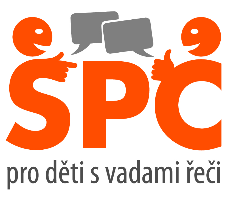 ŠPC
pro děti s vadami řeči